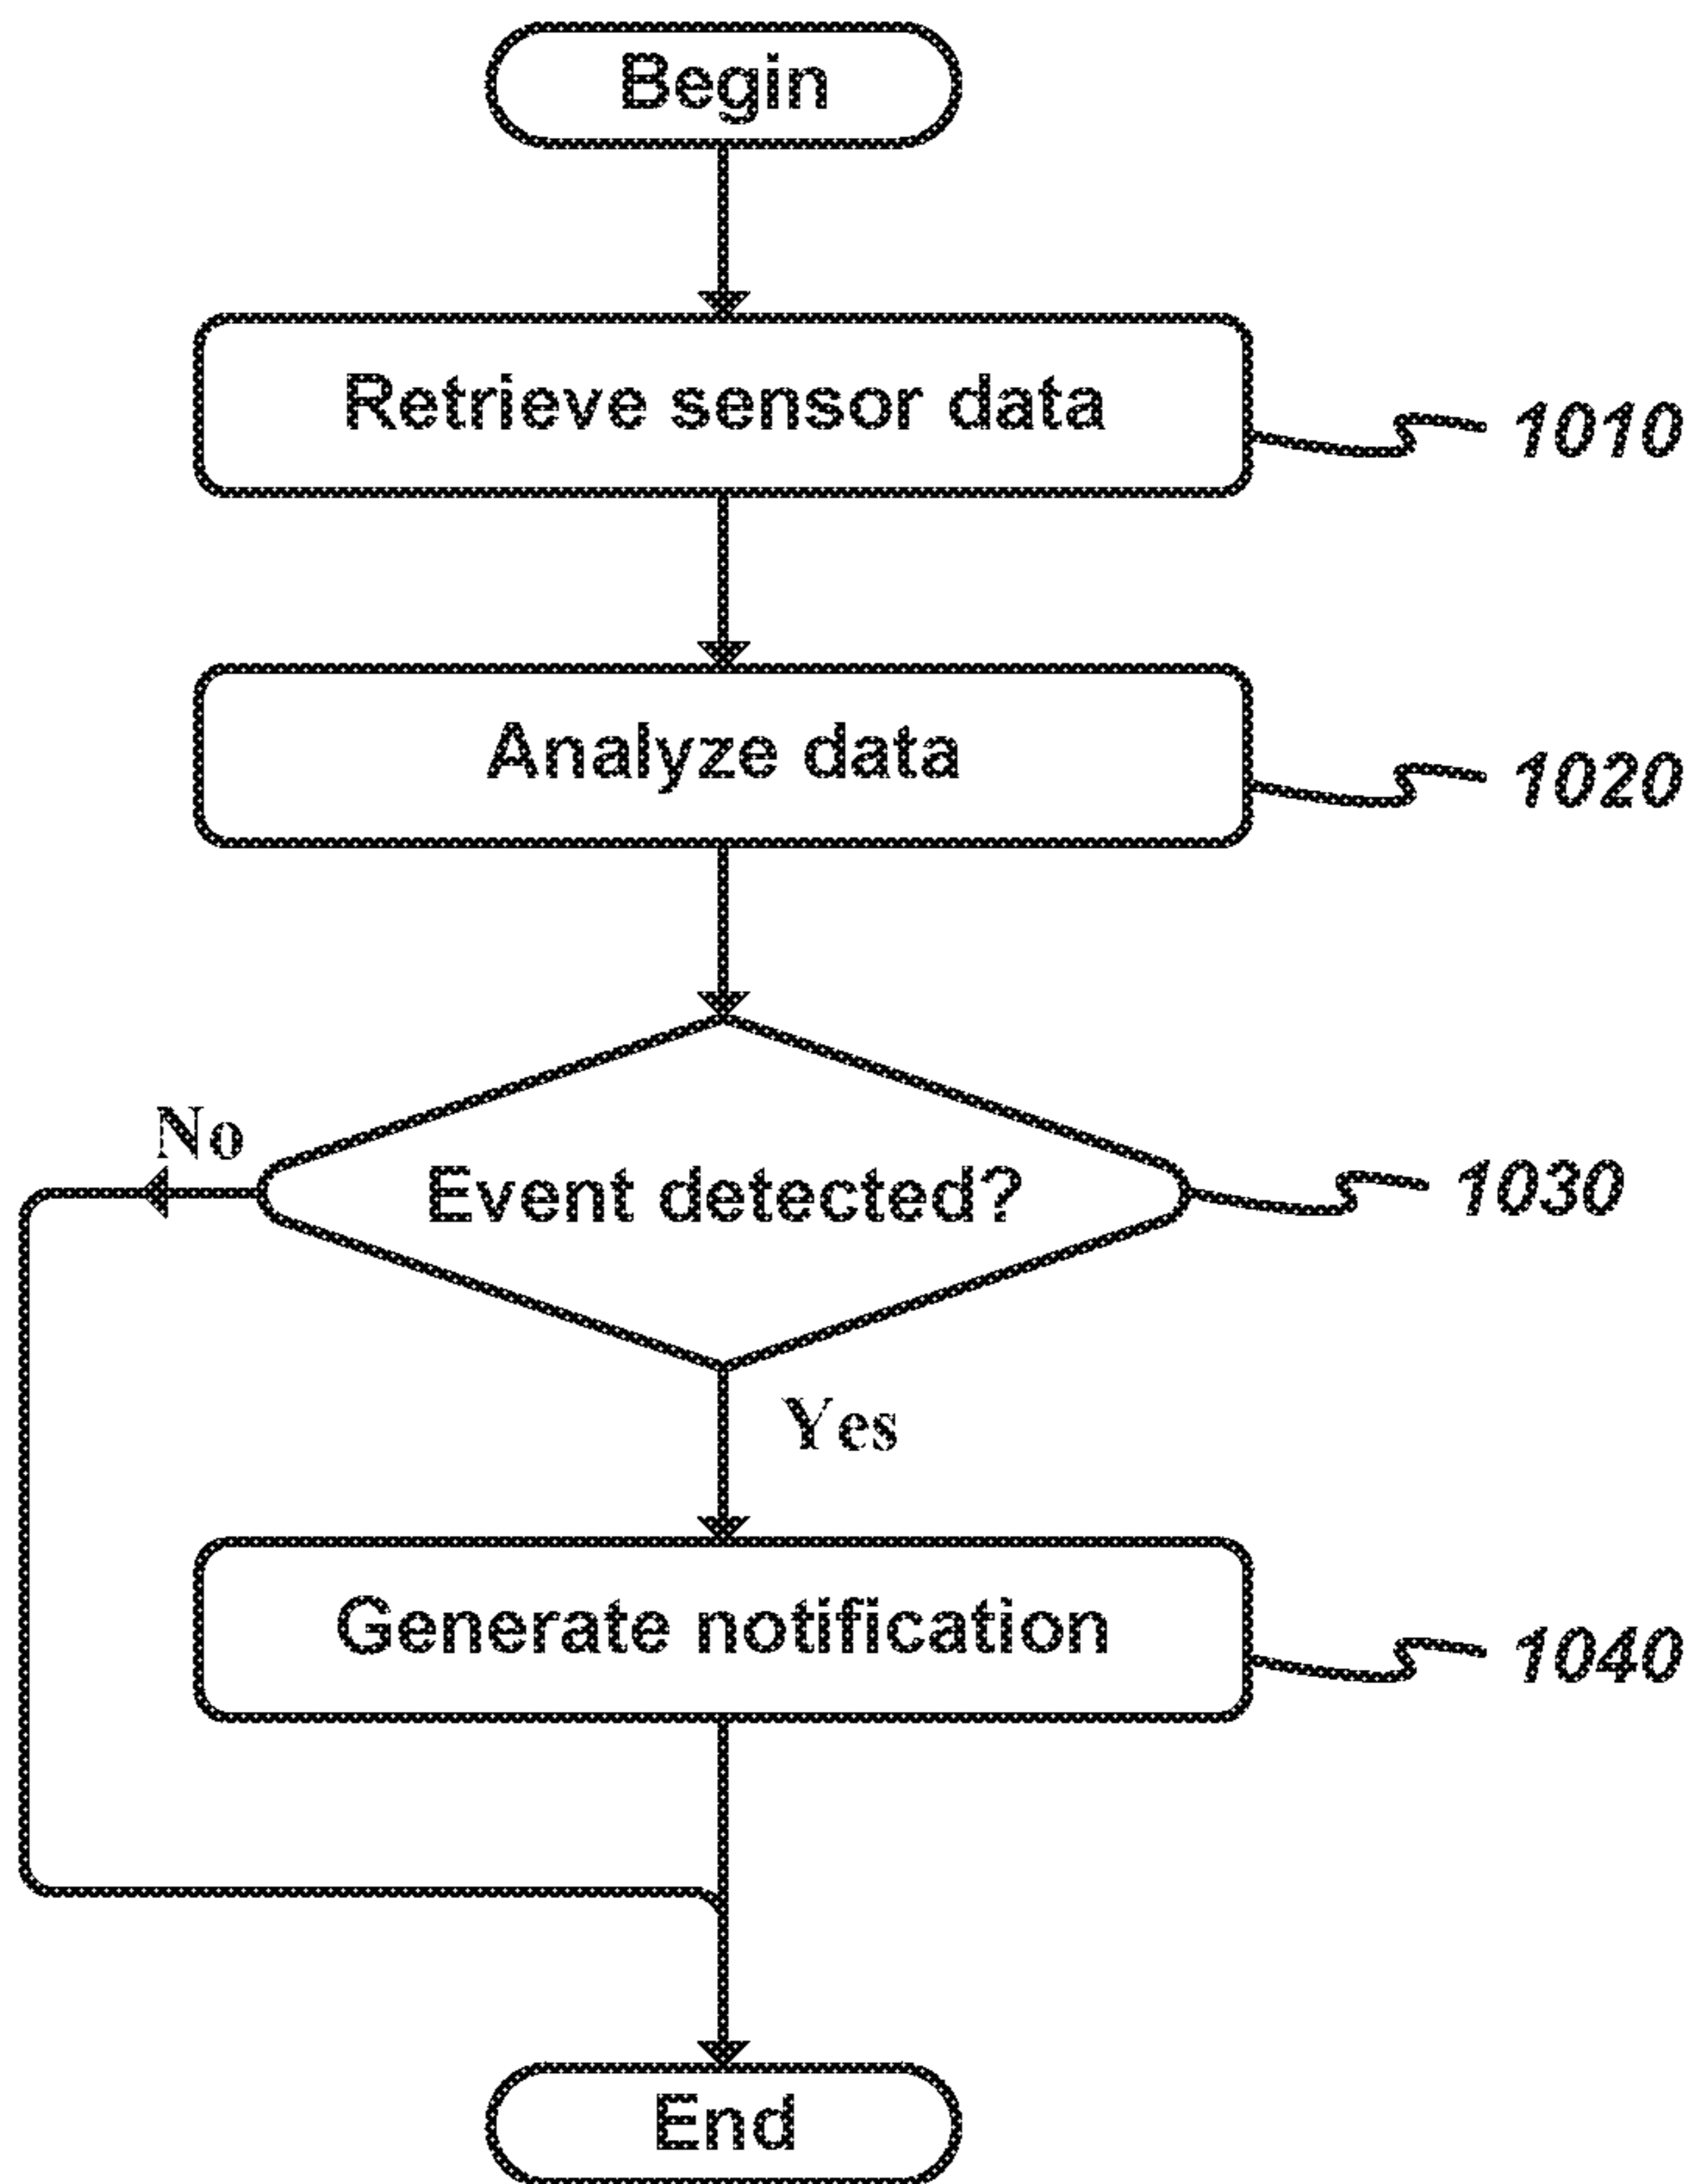 Begin
Retrieve sensor data
1010
Analyze data
1020
No
Event detected?
1030
Yes
Generate notification
1040
End